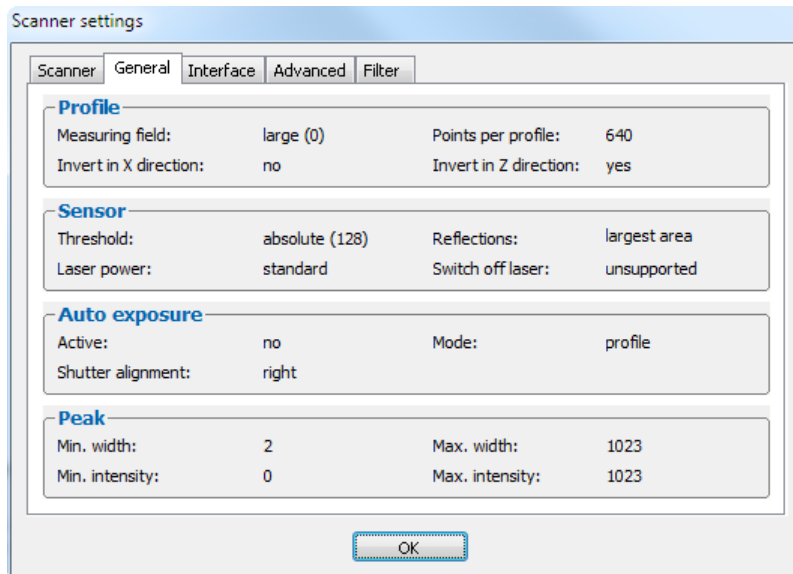 Scanner settings
Scanner General Interface Advanced Filter
Profile
Measuring field: large (0) Points per profile: 640
Invert in X direction: no Invert in Z direction: yes
Sensor
Threshold: absolute (128) Reflections: largest area
Laser power: standard Switch off laser: unsupported
Auto exposure
Active: no Mode: profile
Shutter alignment: right
Peak
Min. width: 2 Max. width: 1023
Min. intensity: 0 Max. intensity: 1023
OK